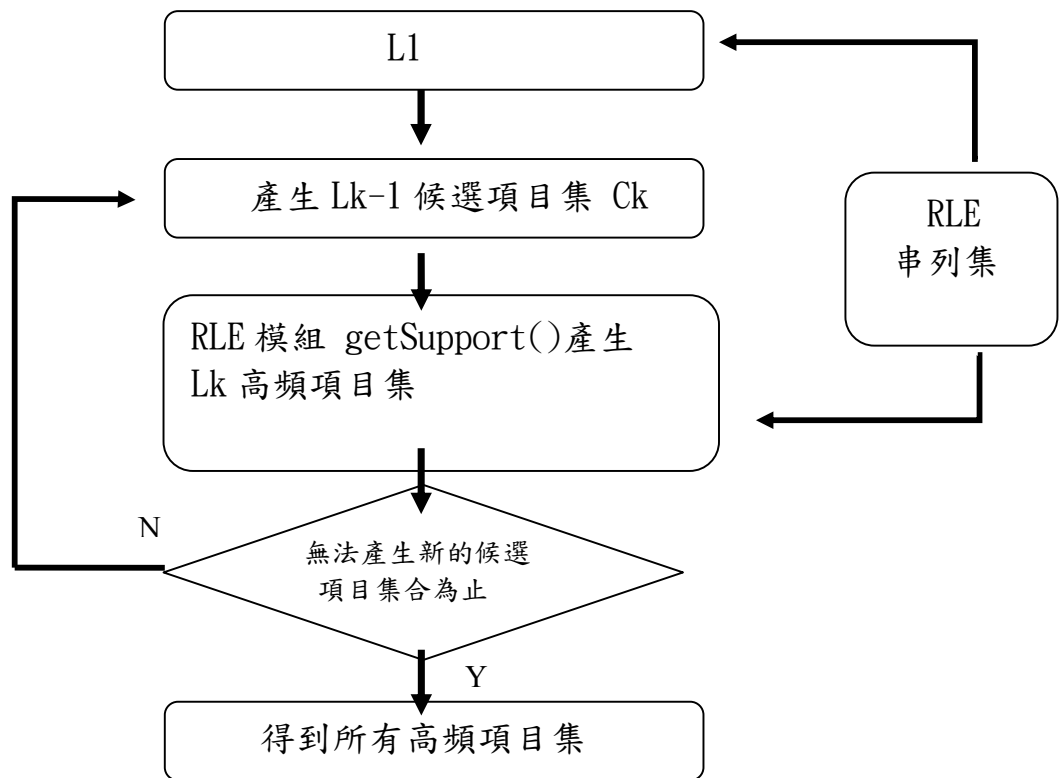 L1
產生 Lk-1 候選項目集 Ck
RLE
串列集
RLE 模組 getSupport()產生
Lk 高頻項目集
N
無法產生新的候選
項目集合為止
Y
得到所有高頻項目集